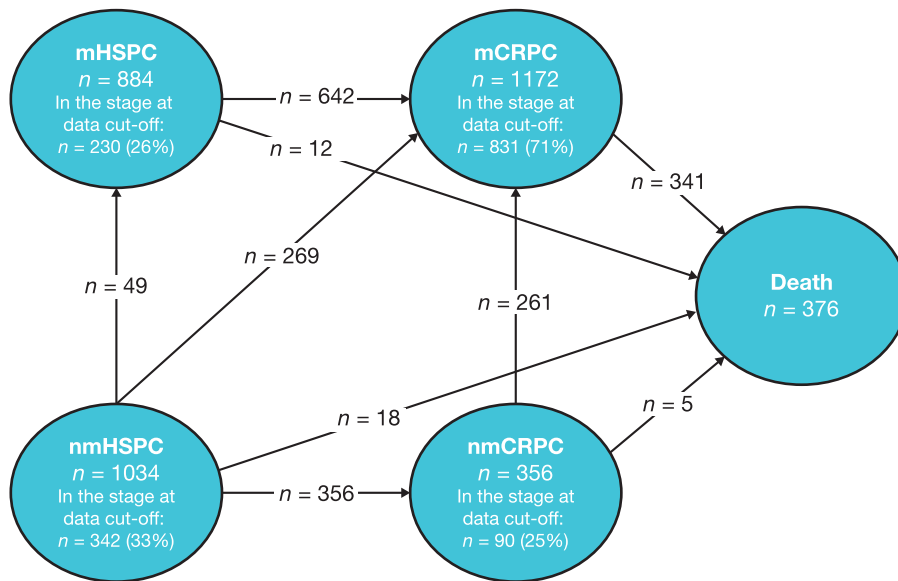 mHSPC
n = 884
In the stage at
data cut-off:
n = 230 (26%)
mCRPC
n = 1172
In the stage at
data cut-off:
n = 831 (71%)
n = 642
n = 12
n = 341
n = 269
n = 49
n = 261
Death
n = 376
n = 18
n = 5
nmHSPC
n = 1034
In the stage at
data cut-off:
n = 342 (33%)
n = 356
nmCRPC
n = 356
In the stage at
data cut-off:
n = 90 (25%)